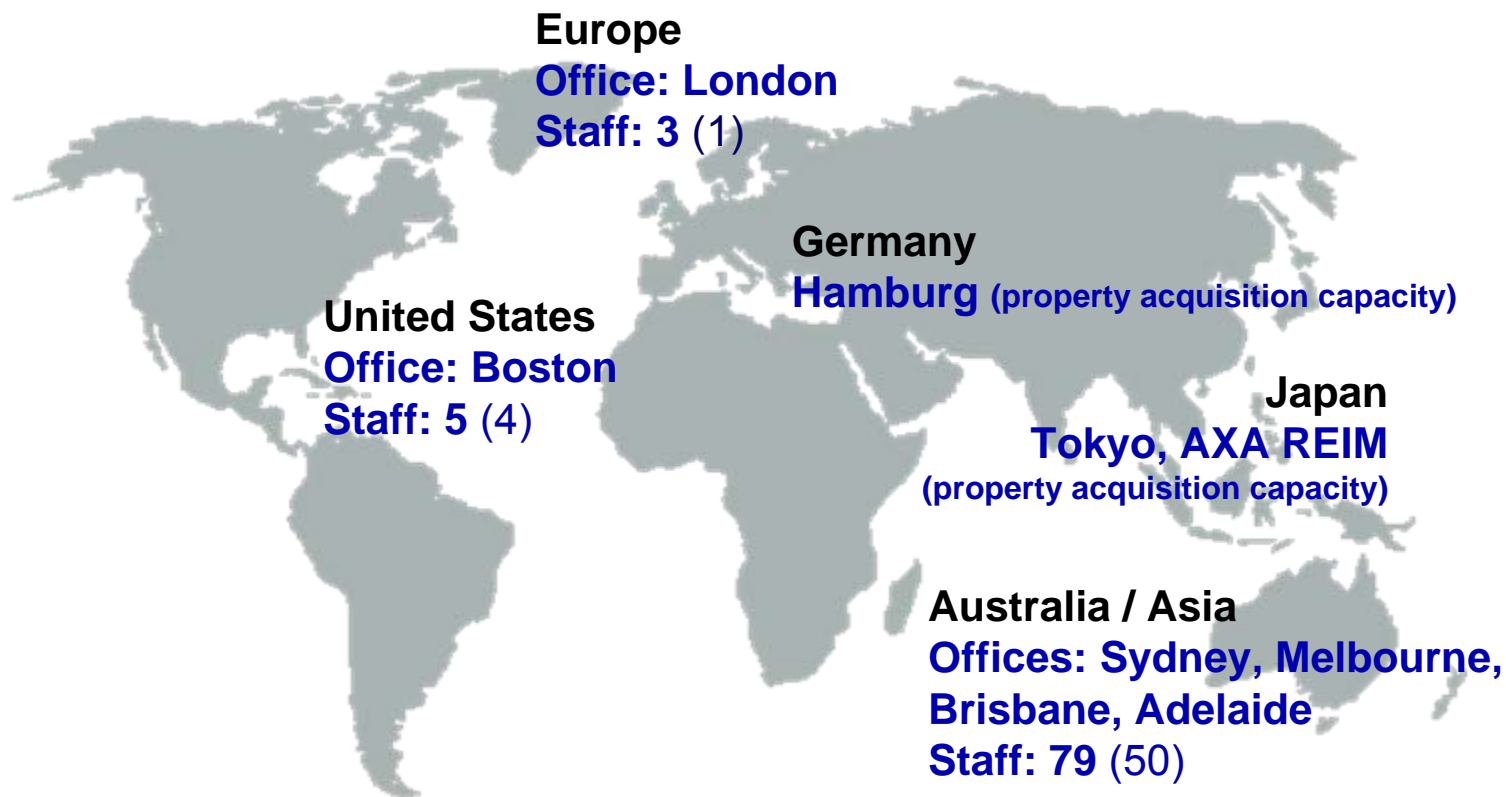 Europe
Office: London
Staff: 3 (1)
Germany
Hamburg (property acquisition capacity)
United States
Office: Boston
Staff: 5 (4)
Japan
Tokyo, AXA REIM
(property acquisition capacity)
Australia / Asia
Offices: Sydney, Melbourne,
Brisbane, Adelaide
Staff: 79 (50)